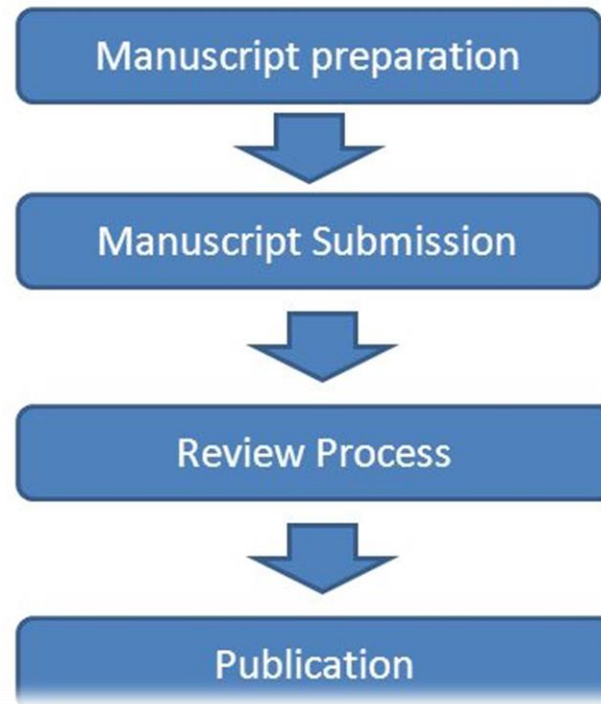 Manuscript preparation
Manuscript Submission
Review Process
Publication